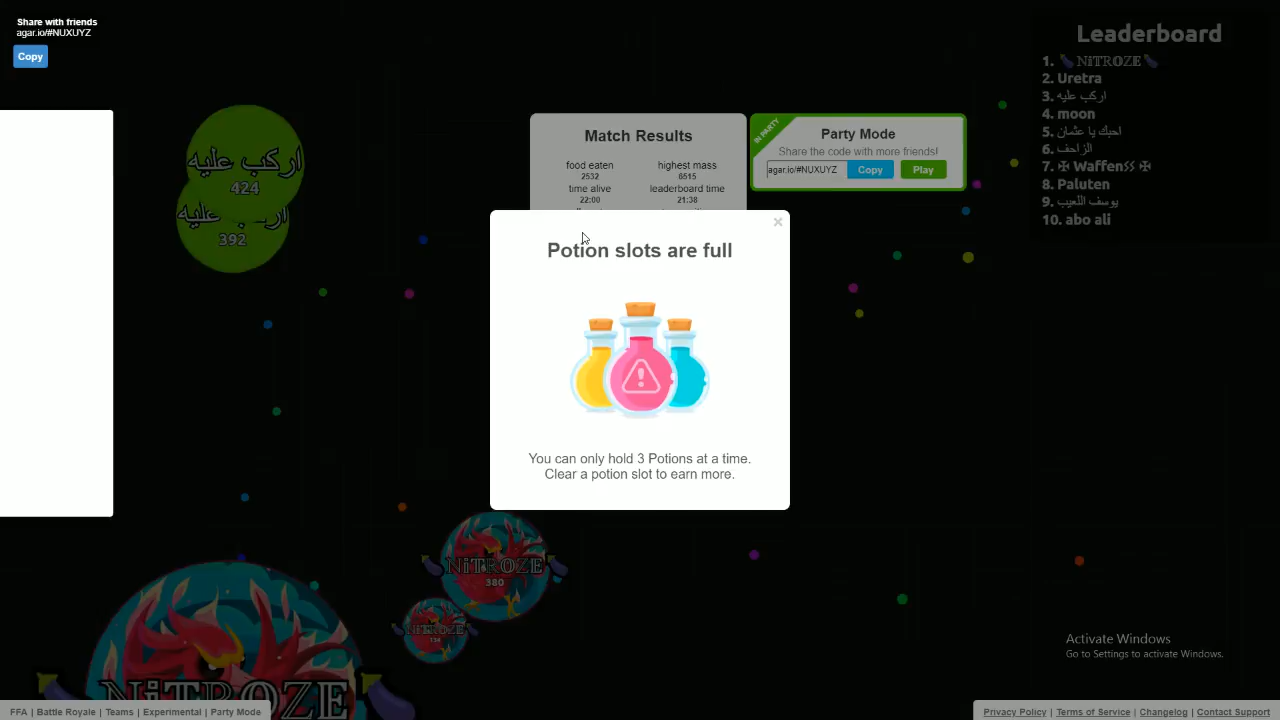 Share with friends
agar.io/#NUXUYZ
Copy
Leaderboard
1. 🍆 ℕ𝕚𝕋ℝ𝕆ℤ𝔼 🍆
2. Uretra
3. اركب عليه
4. moon
5. احبك يا عثمان
6. الزاحف
7. ✠ Waffenᛋᛋ ✠
8. Paluten
9. يوسف اللعيب
10. abo ali
اركب عليه
424
اركب عليه
392
Match Results
food eaten
2532
highest mass
6515
time alive
22:00
leaderboard time
21:38
IN PARTY
Party Mode
Share the code with more friends!
agar.io/#NUXUYZ
Copy
Play
×
Potion slots are full
You can only hold 3 Potions at a time.
Clear a potion slot to earn more.
ℕ𝕚𝕋ℝ𝕆ℤ𝔼
380
ℕ𝕚𝕋ℝ𝕆ℤ𝔼
ℕ𝕚𝕋ℝ𝕆ℤ𝔼
Activate Windows
Go to Settings to activate Windows.
FFA | Battle Royale | Teams | Experimental | Party Mode
Privacy Policy | Terms of Service | Changelog | Contact Support